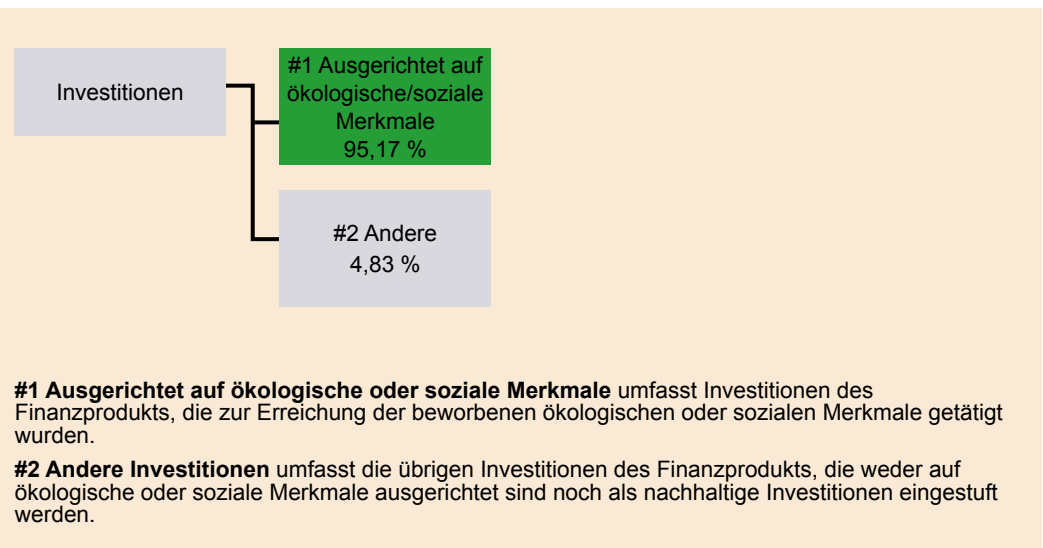 Investitionen
#1 Ausgerichtet auf
ökologische/soziale
Merkmale
95,17 %
#2 Andere
4,83 %
#1 Ausgerichtet auf ökologische oder soziale Merkmale umfasst Investitionen des
Finanzprodukts, die zur Erreichung der beworbenen ökologischen oder sozialen Merkmale getätigt
wurden.
#2 Andere Investitionen umfasst die übrigen Investitionen des Finanzprodukts, die weder auf
ökologische oder soziale Merkmale ausgerichtet sind noch als nachhaltige Investitionen eingestuft
werden.